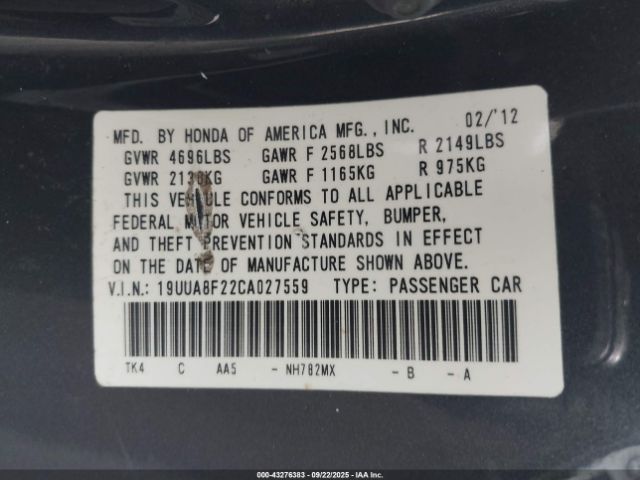 MFD. BY HONDA OF AMERICA MFG., INC. 02/'12
GVWR 4696LBS GAWR F 2568LBS R 2149LBS
GVWR GAWR F 1165KG R 975KG
THIS VEHICLE CONFORMS TO ALL APPLICABLE
FEDERAL MOTOR VEHICLE SAFETY, BUMPER,
AND THEFT PREVENTION STANDARDS IN EFFECT
ON THE DATE OF MANUFACTURE SHOWN ABOVE.
V.I.N.: 19UUA8F22CA027559 TYPE: PASSENGER CAR
TK4 C AA5 - NH782MX - B - A
000-43276383 - 09/22/2025 - IAA Inc.